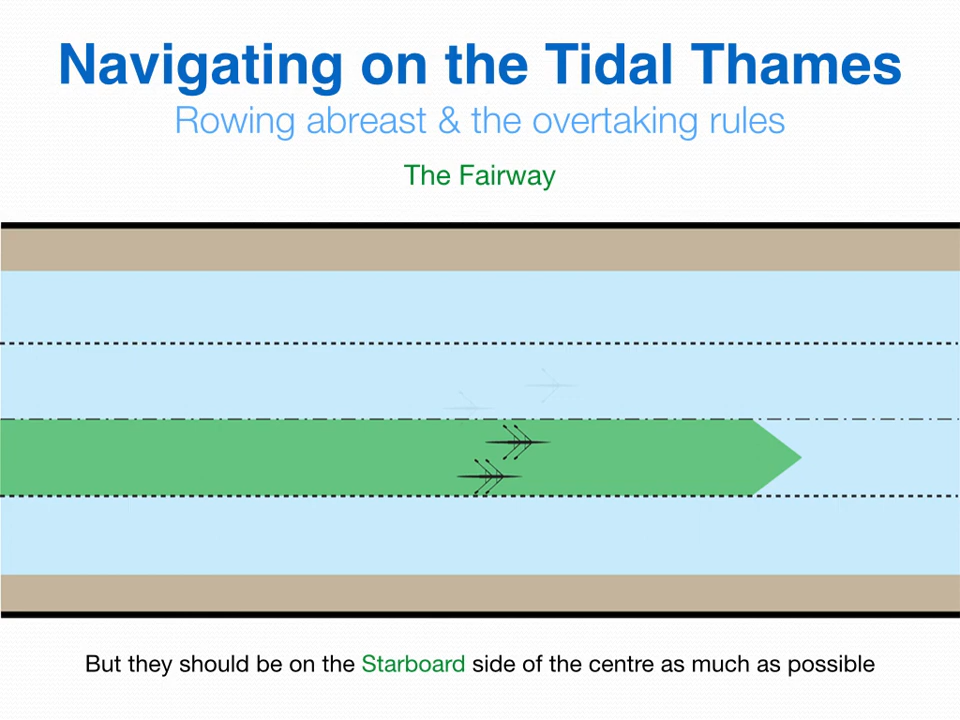 Navigating on the Tidal Thames
Rowing abreast & the overtaking rules
The Fairway
But they should be on the Starboard side of the centre as much as possible